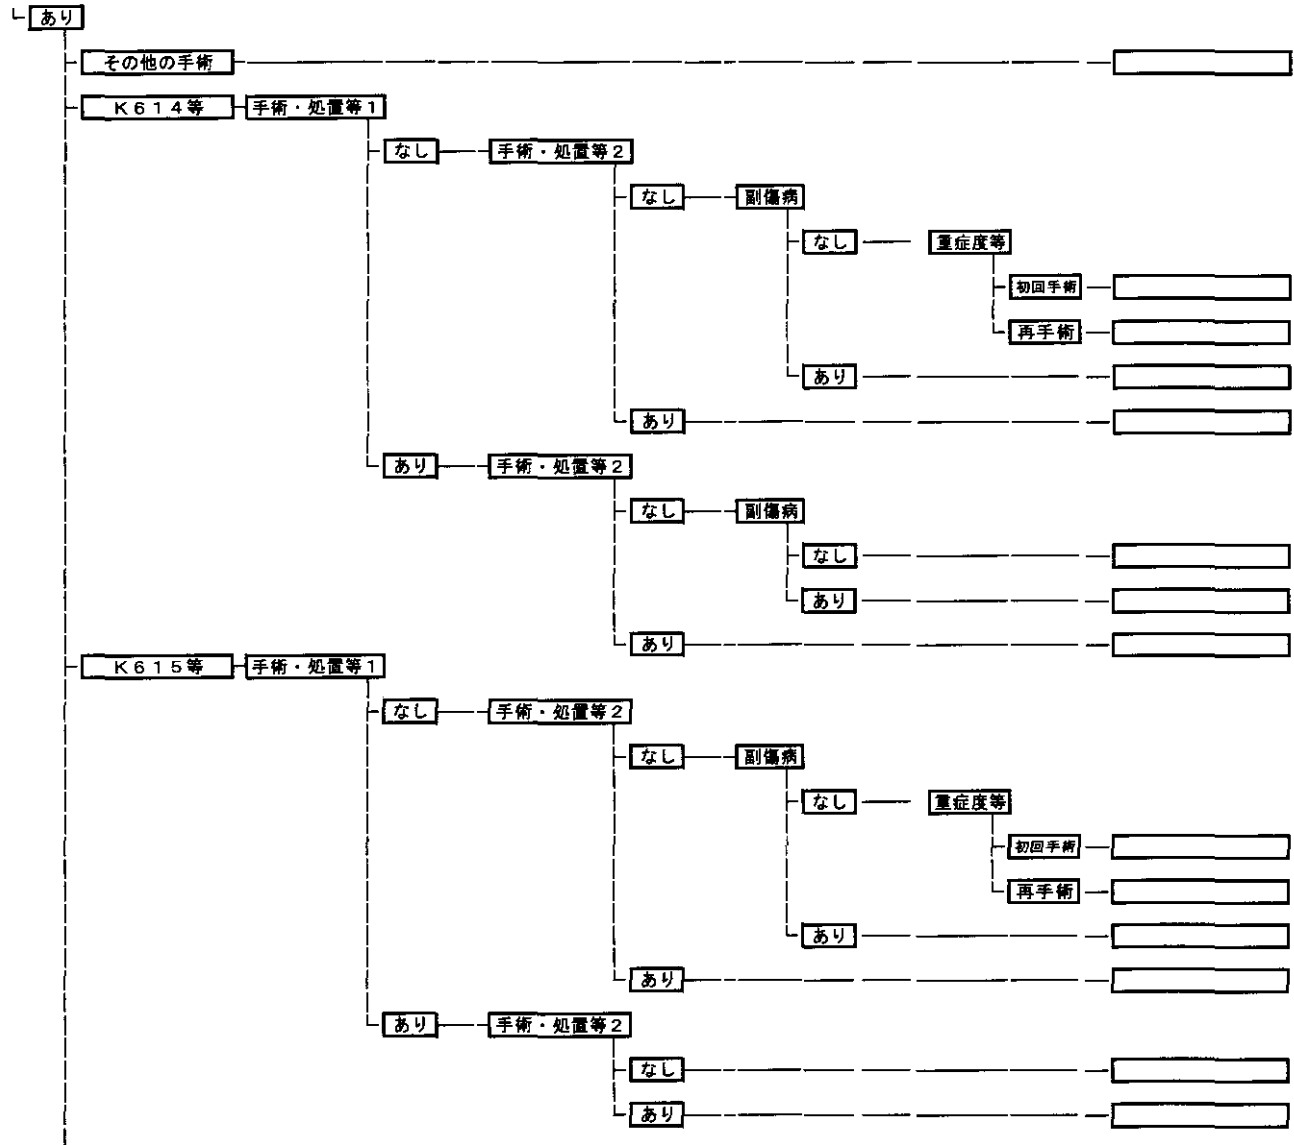 あり
その他の手術
K614等 手術・処置等1
なし 手術・処置等2
なし 副傷病
なし 重症度等
初回手術
再手術
あり
あり
あり 手術・処置等2
なし 副傷病
なし
あり
あり
K615等 手術・処置等1
なし 手術・処置等2
なし 副傷病
なし 重症度等
初回手術
再手術
あり
あり
あり 手術・処置等2
なし
あり